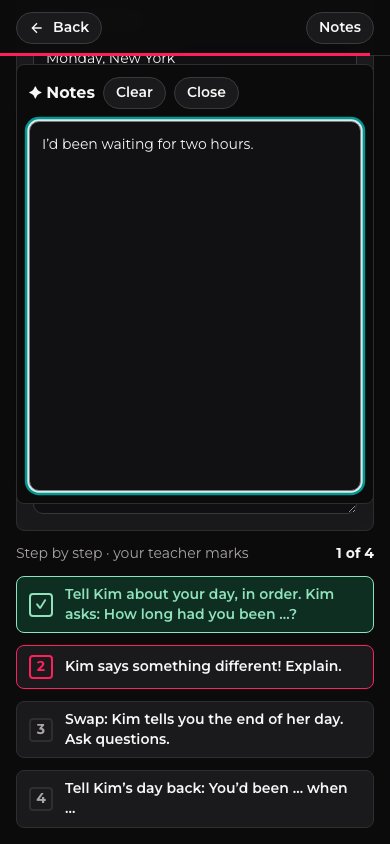 ← Back
Notes
Monday, New York
✦ Notes
Clear
Close
I'd been waiting for two hours.
Step by step · your teacher marks
1 of 4
Tell Kim about your day, in order. Kim
asks: How long had you been …?
2
Kim says something different! Explain.
3
Swap: Kim tells you the end of her day.
Ask questions.
4
Tell Kim's day back: You'd been … when
…